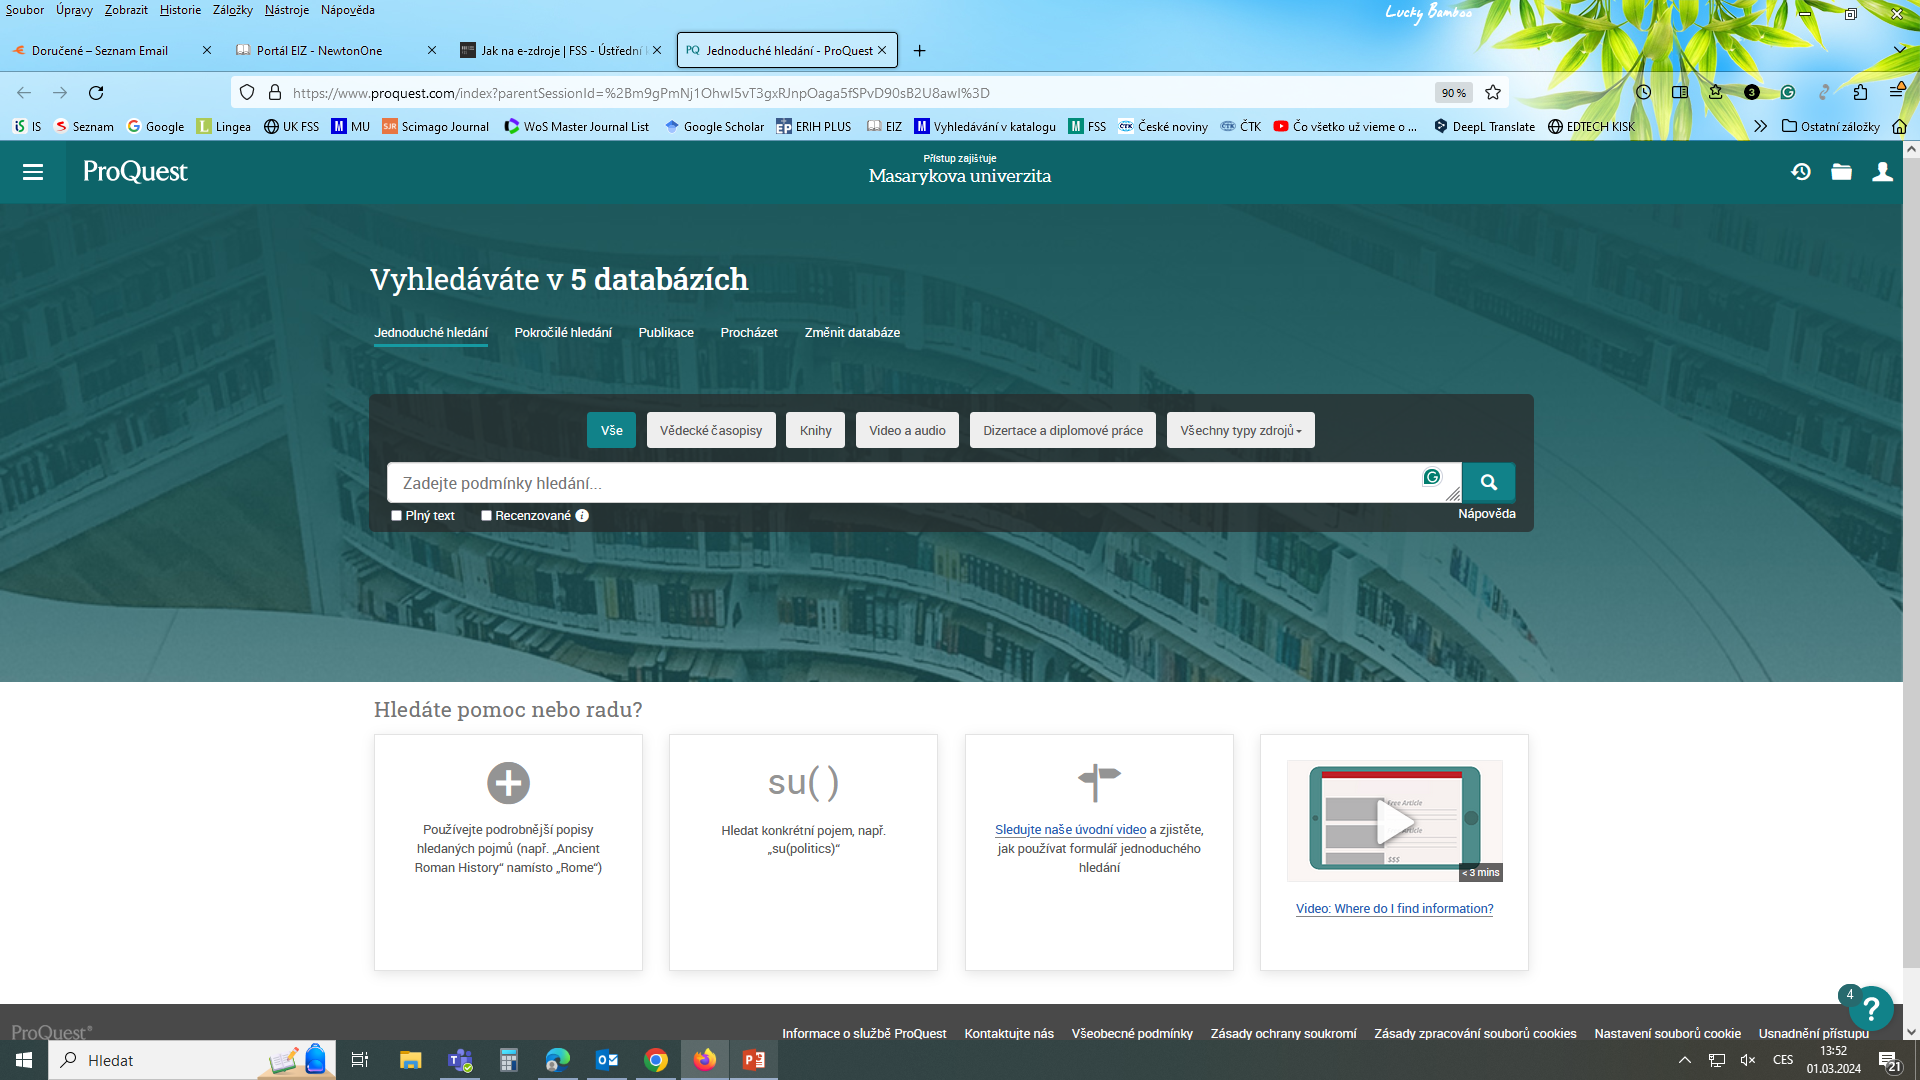 Soubor Úpravy Zobrazit Historie Záložky Nástroje Nápověda
Lucky Bamboo
Doručené – Seznam Email
Portál EIZ - NewtonOne
Jak na e-zdroje | FSS - Ústřední
PQ Jednoduché hledání - ProQuest
https://www.proquest.com/index?parentSessionId=%2Bm9gPmNj1OhwI5vT3gxRJnpOaga5fSPvD90sB2U8awI%3D
90 %
3
IS Seznam Google Lingea UK FSS MU Scimago Journal WoS Master Journal List Google Scholar ERIH PLUS EIZ Vyhledávání v katalogu FSS České noviny ČTK Čo všetko už vieme o ... DeepL Translate EDTECH KISK Ostatní záložky
ProQuest
Přístup zajišťuje
Masarykova univerzita
Vyhledáváte v 5 databázích
Jednoduché hledání Pokročilé hledání Publikace Procházet Změnit databáze
Vše Vědecké časopisy Knihy Video a audio Dizertace a diplomové práce Všechny typy zdrojů
Zadejte podmínky hledání...
Plný text Recenzované
Nápověda
Hledáte pomoc nebo radu?
Používejte podrobnější popisy
hledaných pojmů (např. „Ancient
Roman History“ namísto „Rome“)
su( )
Hledat konkrétní pojem, např.
„su(politics)“
Sledujte naše úvodní video a zjistěte,
jak používat formulář jednoduchého
hledání
Free Article
$$$
< 3 mins
Video: Where do I find information?
4
?
ProQuest
Informace o službě ProQuest Kontaktujte nás Všeobecné podmínky Zásady ochrany soukromí Zásady zpracování souborů cookies Nastavení souborů cookie Usnadnění přístupu
Hledat
CES
13:52
01.03.2024
21